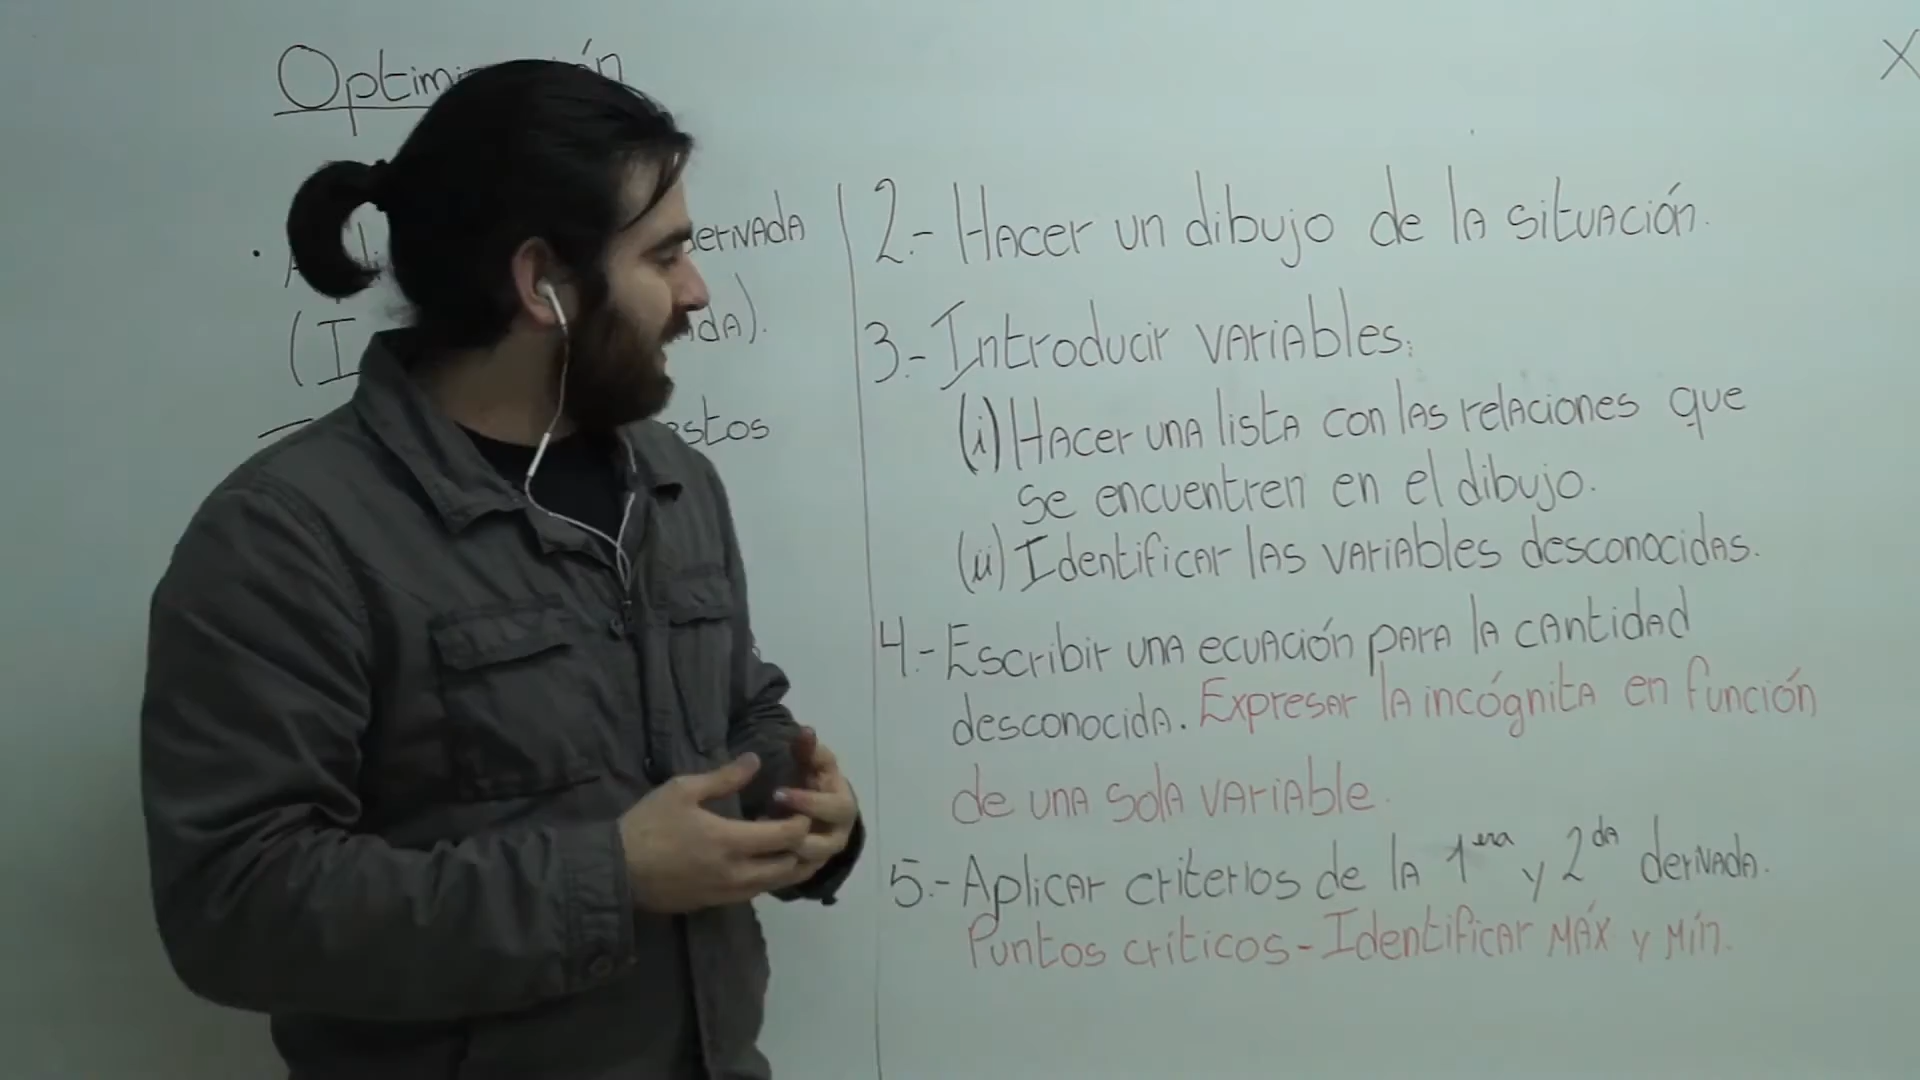 Optimi ón
derivada
(I da).
estos
2.- Hacer un dibujo de la situación.
3.- Introducir variables:
(i) Hacer una lista con las relaciones que
se encuentren en el dibujo.
(ii) Identificar las variables desconocidas.
4.- Escribir una ecuación para la cantidad
desconocida. Expresar la incógnita en función
de una sola variable.
5.- Aplicar criterios de la 1era y 2da derivada.
Puntos críticos - Identificar Máx y Mín.
X